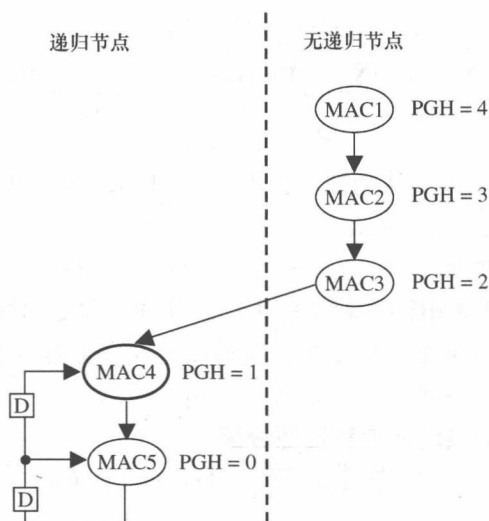 递归节点
无递归节点
MAC1 PGH = 4
MAC2 PGH = 3
MAC3 PGH = 2
MAC4 PGH = 1
D
MAC5 PGH = 0
D